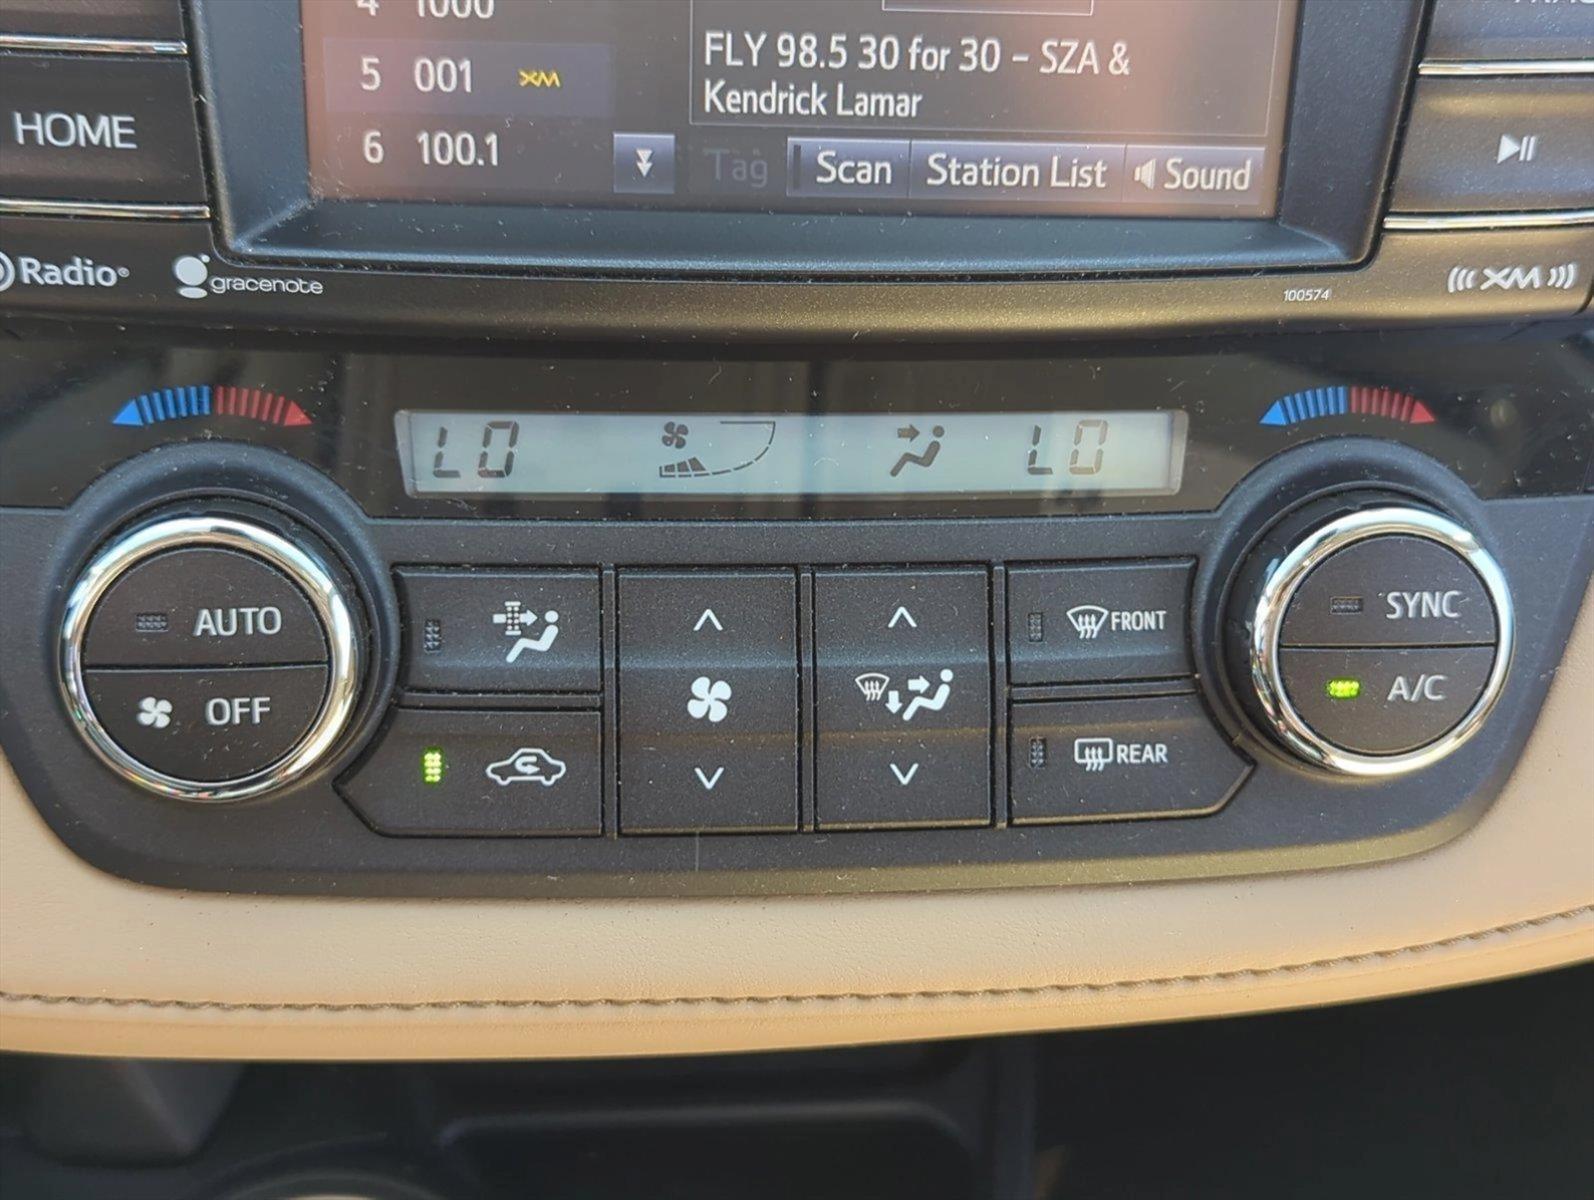 4 1000
5 001 XM
6 100.1
FLY 98.5 30 for 30 – SZA &
Kendrick Lamar
Tag Scan Station List Sound
HOME
Radio
gracenote
100574
XM
LO LO
AUTO
OFF
FRONT
REAR
SYNC
A/C